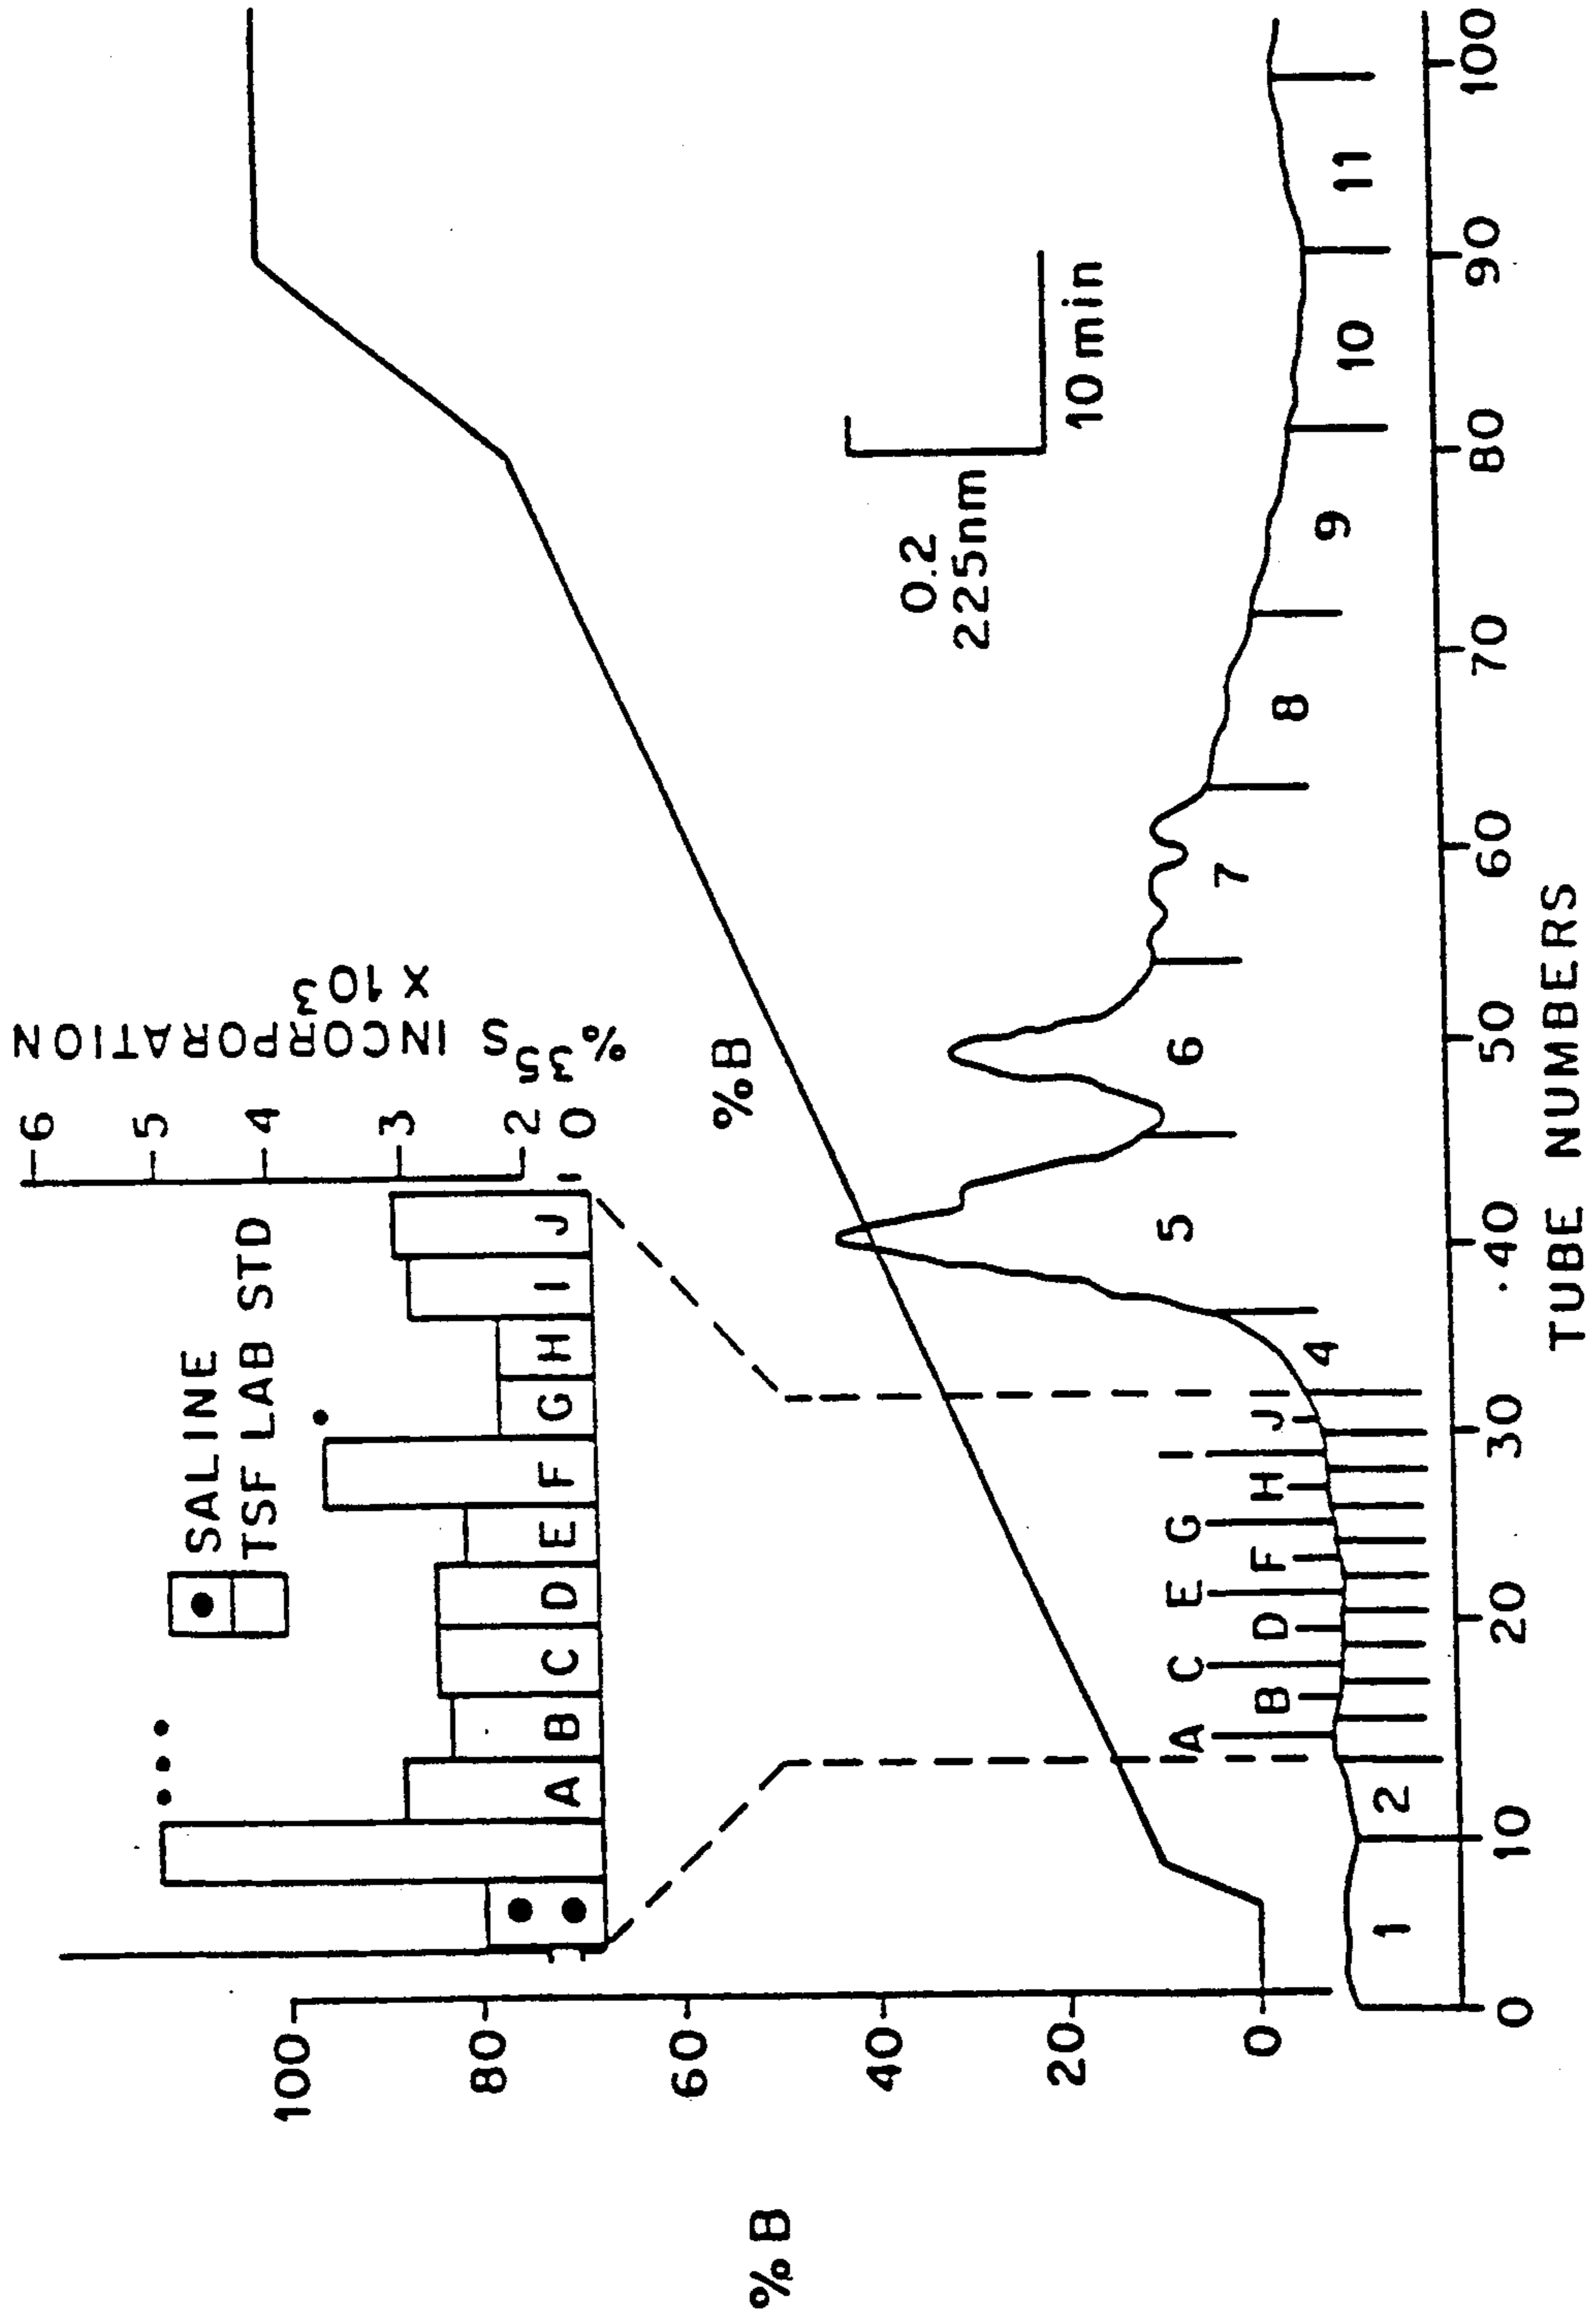 % 35S INCORPORATION
X 10³
6
5
4
3
2
0
SALINE
TSF LAB STD
A
B
C
D
E
F
G
H
I
J
100
80
60
40
20
0
%B
%B
0.2
225nm
10 min
A
B
C
D
E
F
G
H
I
J
1
2
4
5
6
7
8
9
10
11
0
10
20
30
40
50
60
70
80
90
100
TUBE NUMBERS